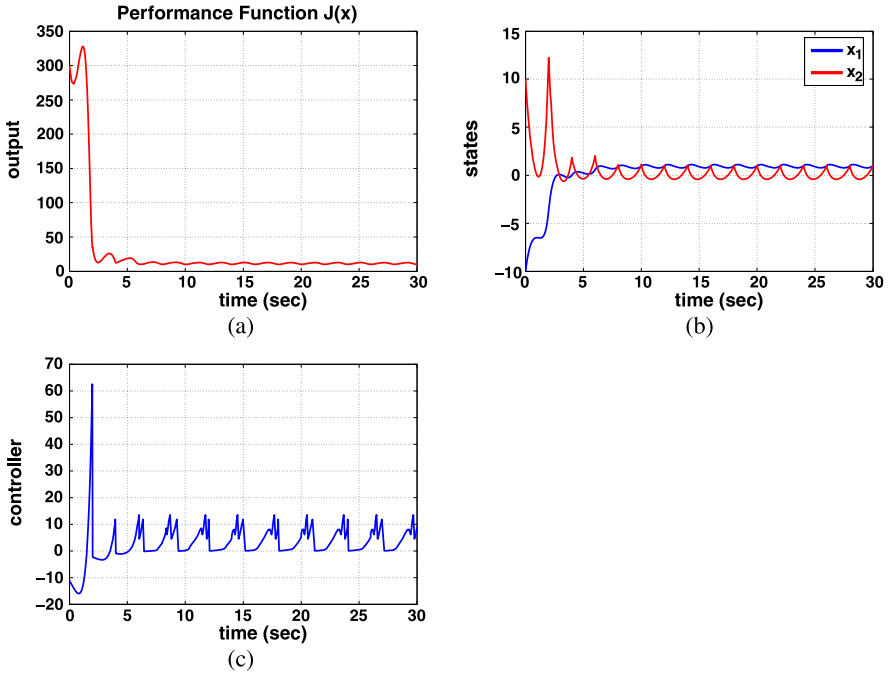 Performance Function J(x)
350
300
250
200
150
100
50
0
output
0 5 10 15 20 25 30
time (sec)
(a)
15
10
5
0
−5
−10
states
x1
x2
0 5 10 15 20 25 30
time (sec)
(b)
70
60
50
40
30
20
10
0
−10
−20
controller
0 5 10 15 20 25 30
time (sec)
(c)